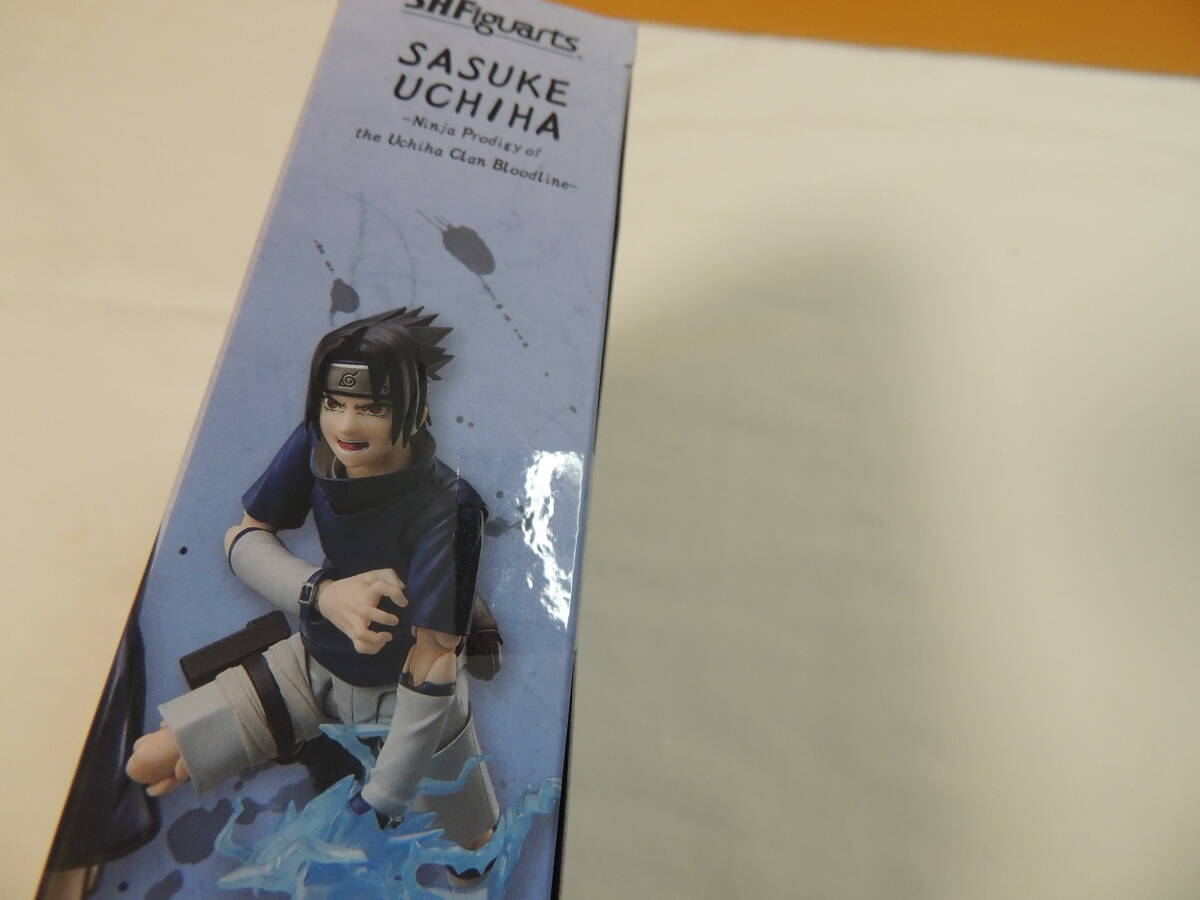 S.H.Figuarts
SASUKE
UCHIHA
-Ninja Prodigy of
the Uchiha Clan Bloodline-